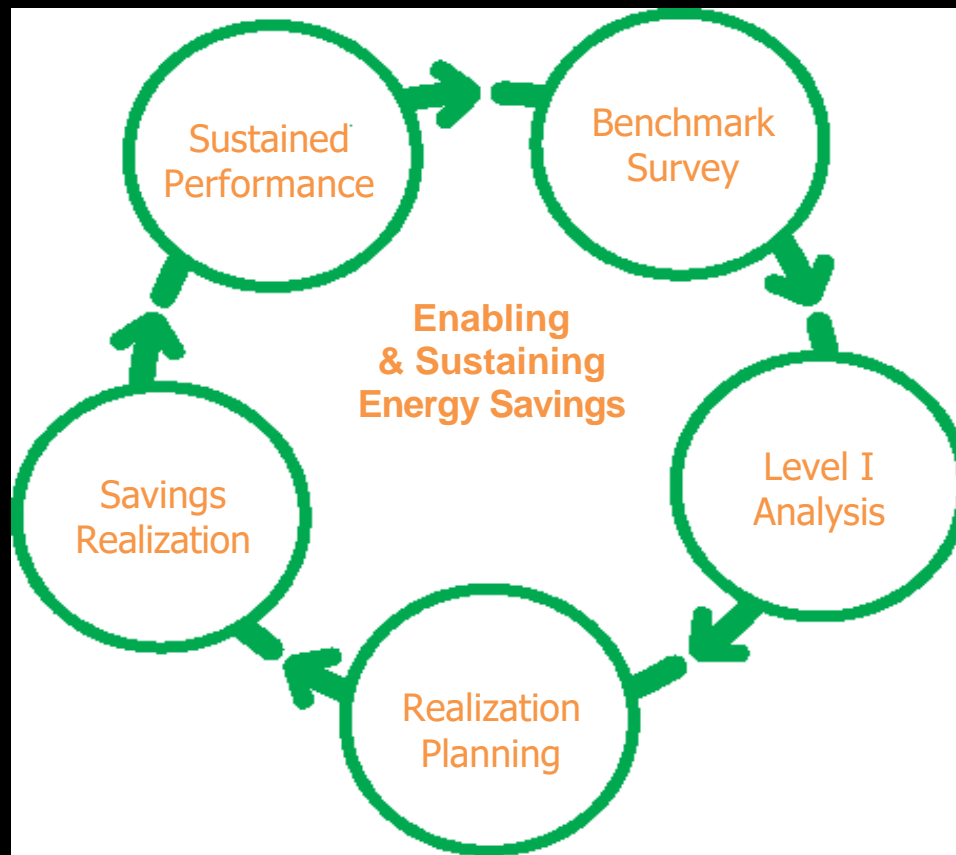 Sustained
Performance
Benchmark
Survey
Enabling
& Sustaining
Energy Savings
Level I
Analysis
Savings
Realization
Realization
Planning